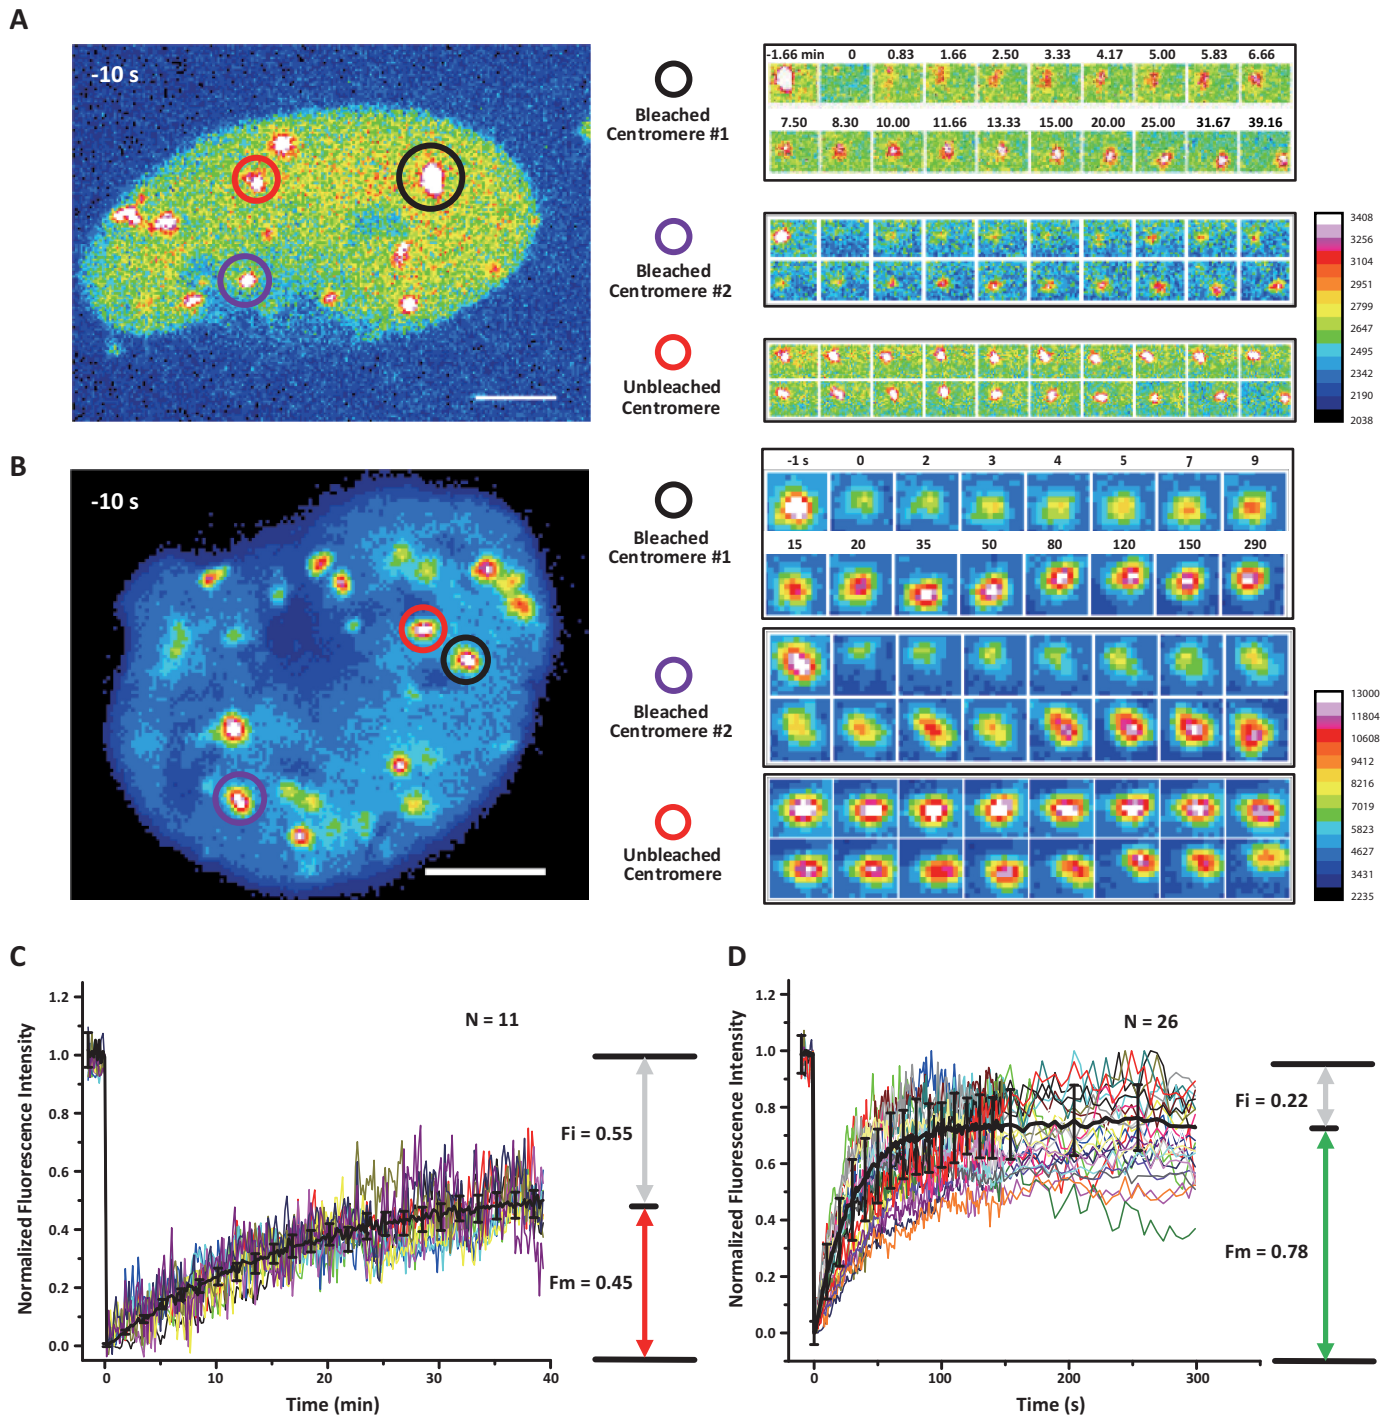 A
-10 s
Bleached
Centromere #1
-1.66 min 0 0.83 1.66 2.50 3.33 4.17 5.00 5.83 6.66
7.50 8.30 10.00 11.66 13.33 15.00 20.00 25.00 31.67 39.16
Bleached
Centromere #2
Unbleached
Centromere
3408
3256
3104
2951
2799
2647
2495
2342
2190
2038
B
-10 s
Bleached
Centromere #1
-1 s 0 2 3 4 5 7 9
15 20 35 50 80 120 150 290
Bleached
Centromere #2
Unbleached
Centromere
13000
11804
10608
9412
8216
7019
5823
4627
3431
2235
C
Normalized Fluorescence Intensity
1.2
1.0
0.8
0.6
0.4
0.2
0.0
N = 11
Fi = 0.55
Fm = 0.45
0 10 20 30 40
Time (min)
D
Normalized Fluorescence Intensity
1.2
1.0
0.8
0.6
0.4
0.2
0.0
N = 26
Fi = 0.22
Fm = 0.78
0 100 200 300
Time (s)